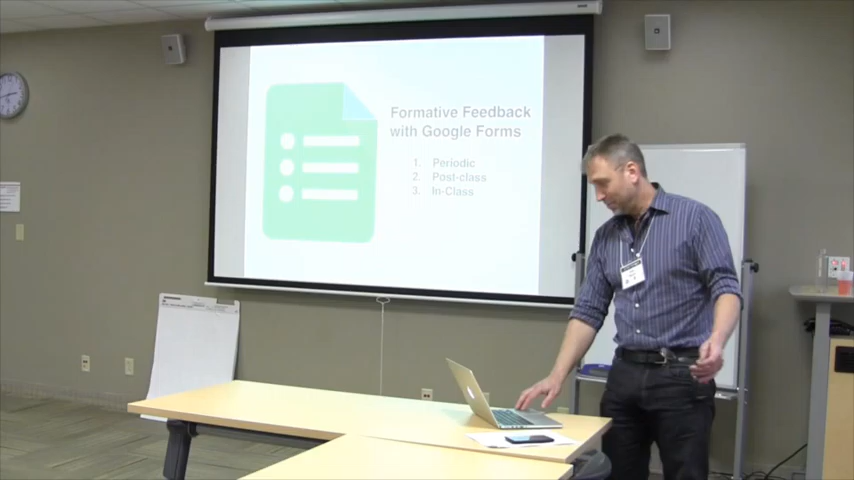 Formative Feedback
with Google Forms
1. Periodic
2. Post-class
3. In-Class